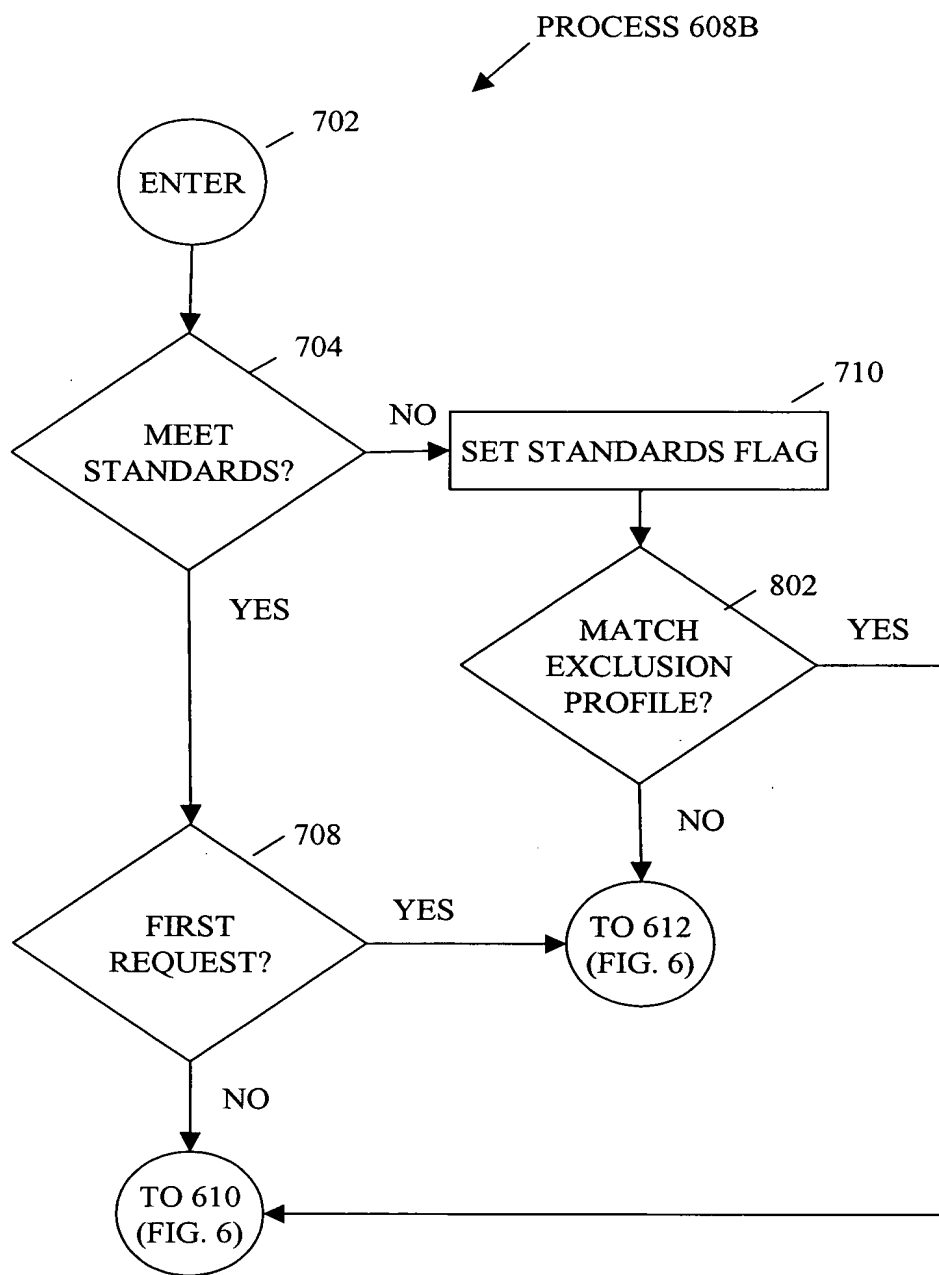 PROCESS 608B
702
ENTER
704
MEET
STANDARDS?
NO
710
SET STANDARDS FLAG
YES
802
MATCH
EXCLUSION
PROFILE?
YES
NO
708
FIRST
REQUEST?
YES
TO 612
(FIG. 6)
NO
TO 610
(FIG. 6)